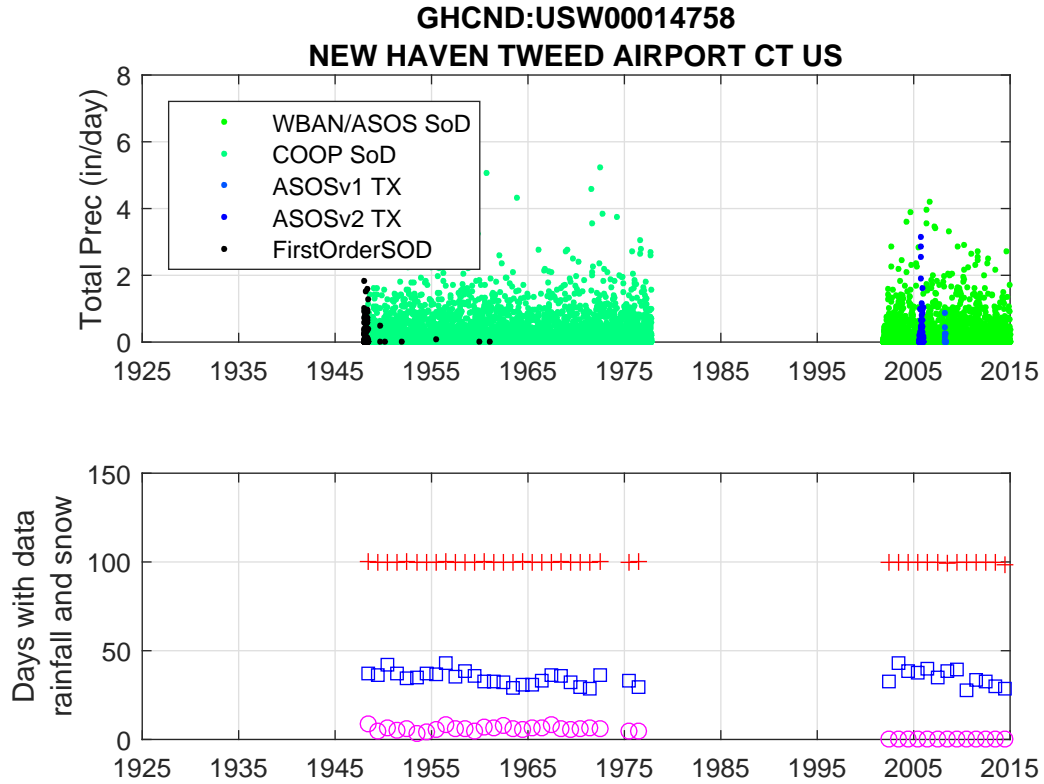 GHCND:USW00014758
NEW HAVEN TWEED AIRPORT CT US
Total Prec (in/day)
8
6
4
2
0
WBAN/ASOS SoD
COOP SoD
ASOSv1 TX
ASOSv2 TX
FirstOrderSOD
1925 1935 1945 1955 1965 1975 1985 1995 2005 2015
Days with data
rainfall and snow
150
100
50
0
1925 1935 1945 1955 1965 1975 1985 1995 2005 2015